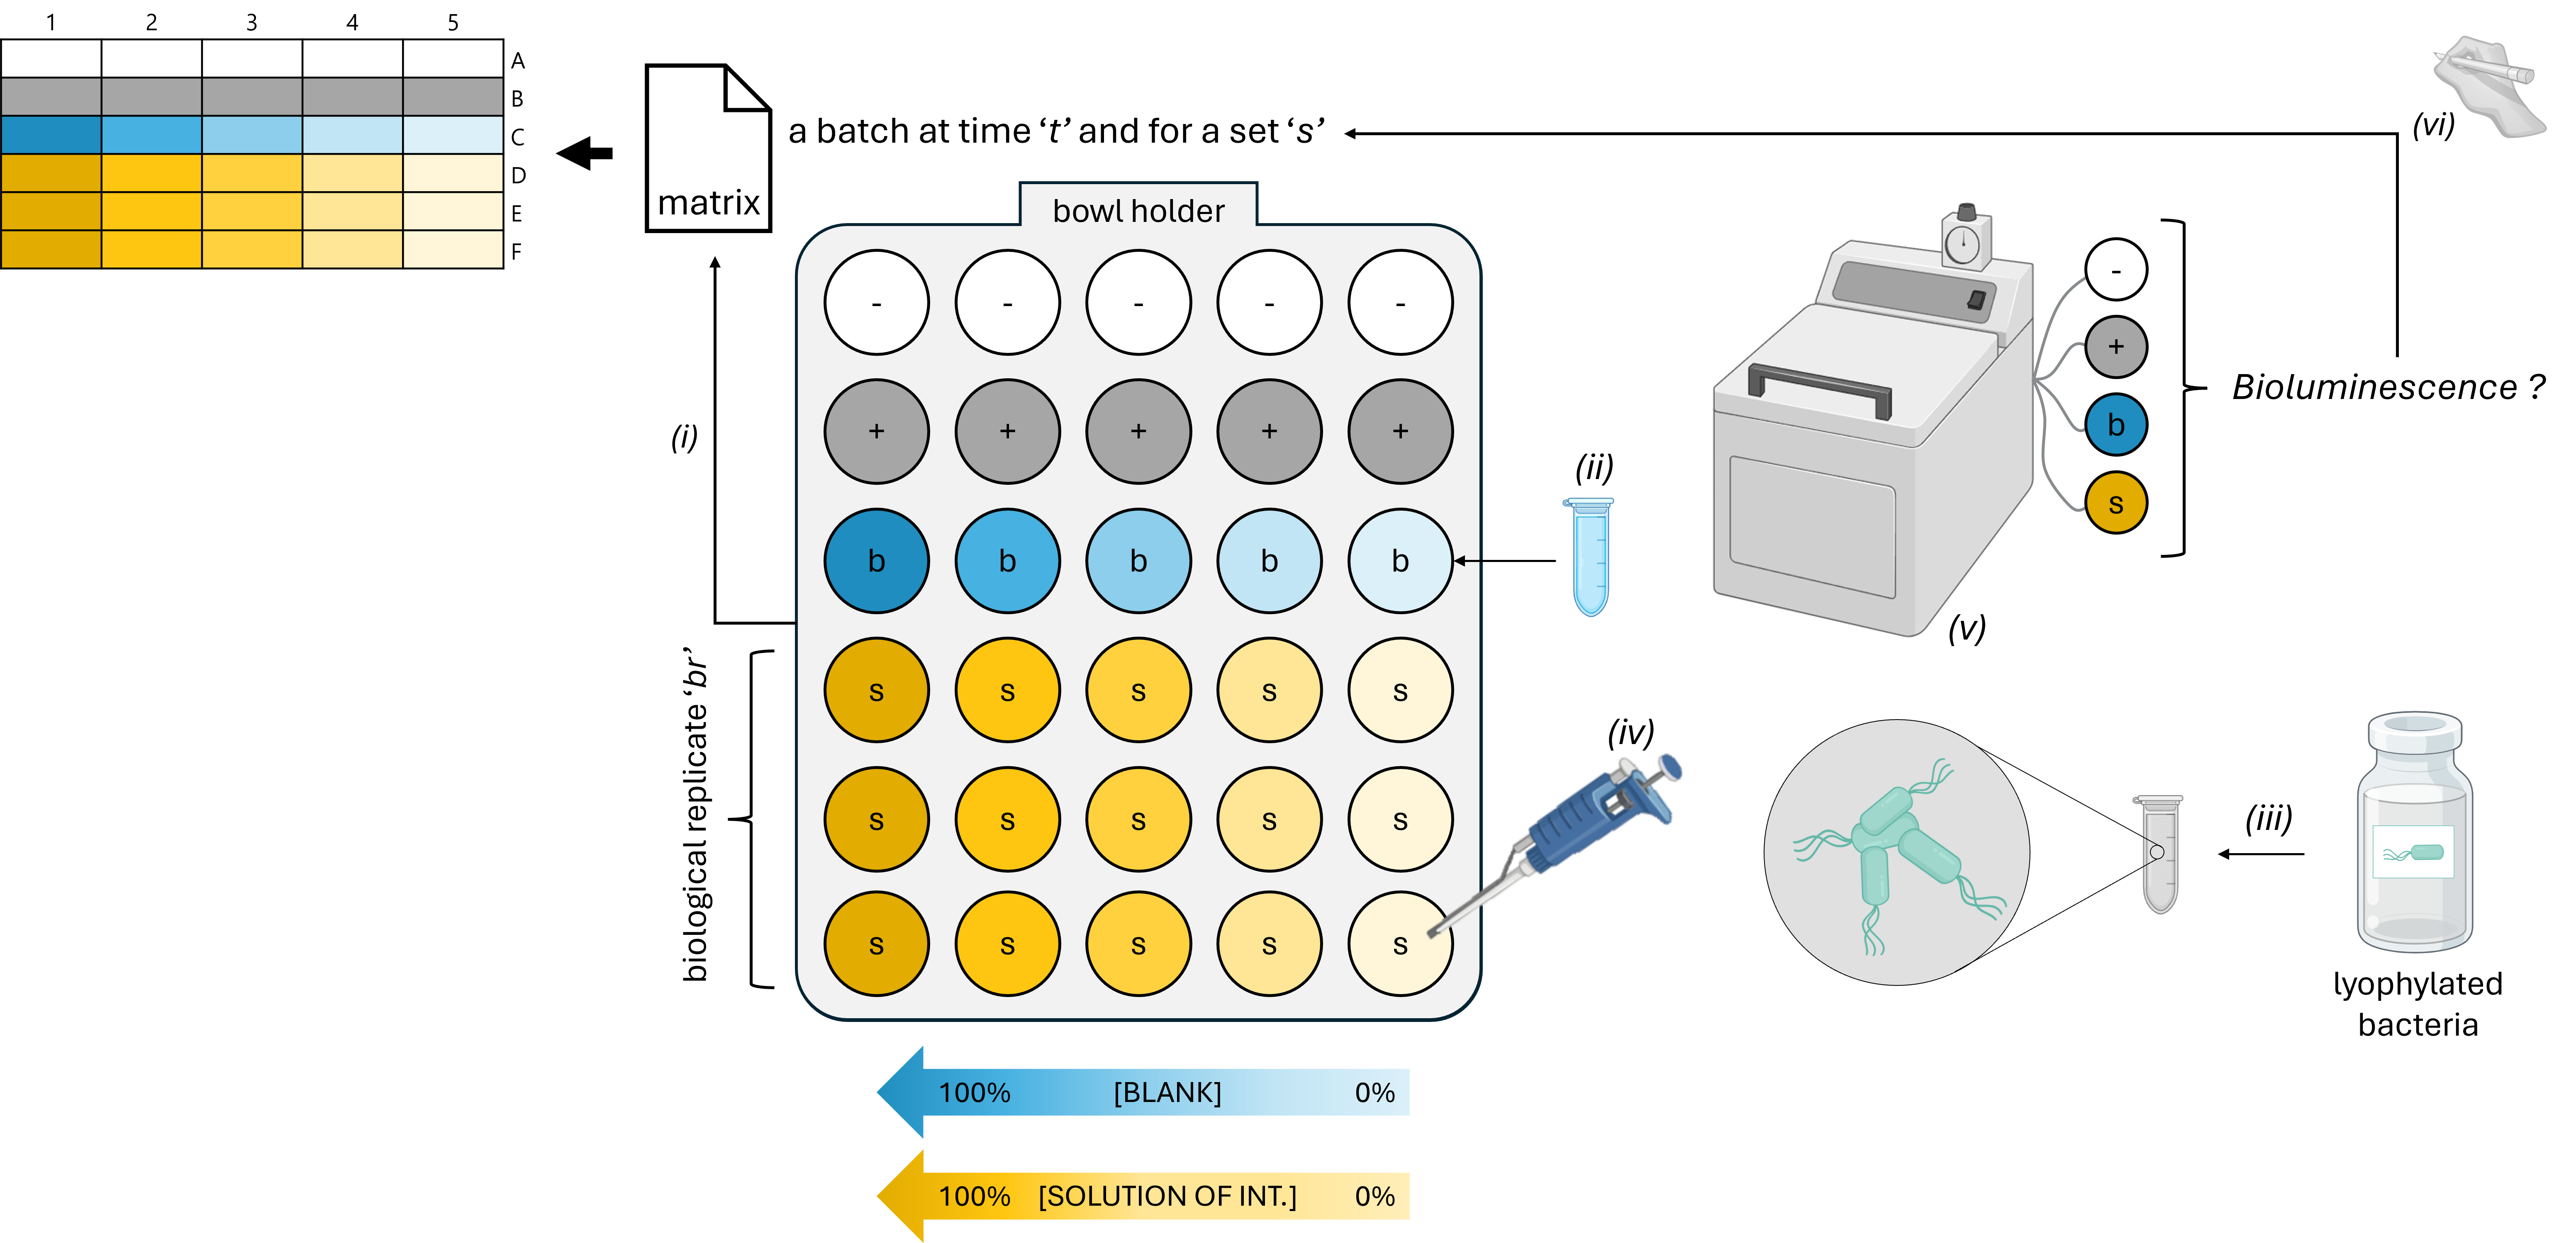 1 2 3 4 5
A
B
C
D
E
F
matrix
a batch at time ‘t’ and for a set ‘s’
(vi)
bowl holder
- - - - -
+ + + + +
b b b b b
s s s s s
s s s s s
s s s s s
(i)
biological replicate ‘br’
(ii)
(iv)
-
+
b
s
Bioluminescence ?
(v)
(iii)
lyophylated
bacteria
100% [BLANK] 0%
100% [SOLUTION OF INT.] 0%